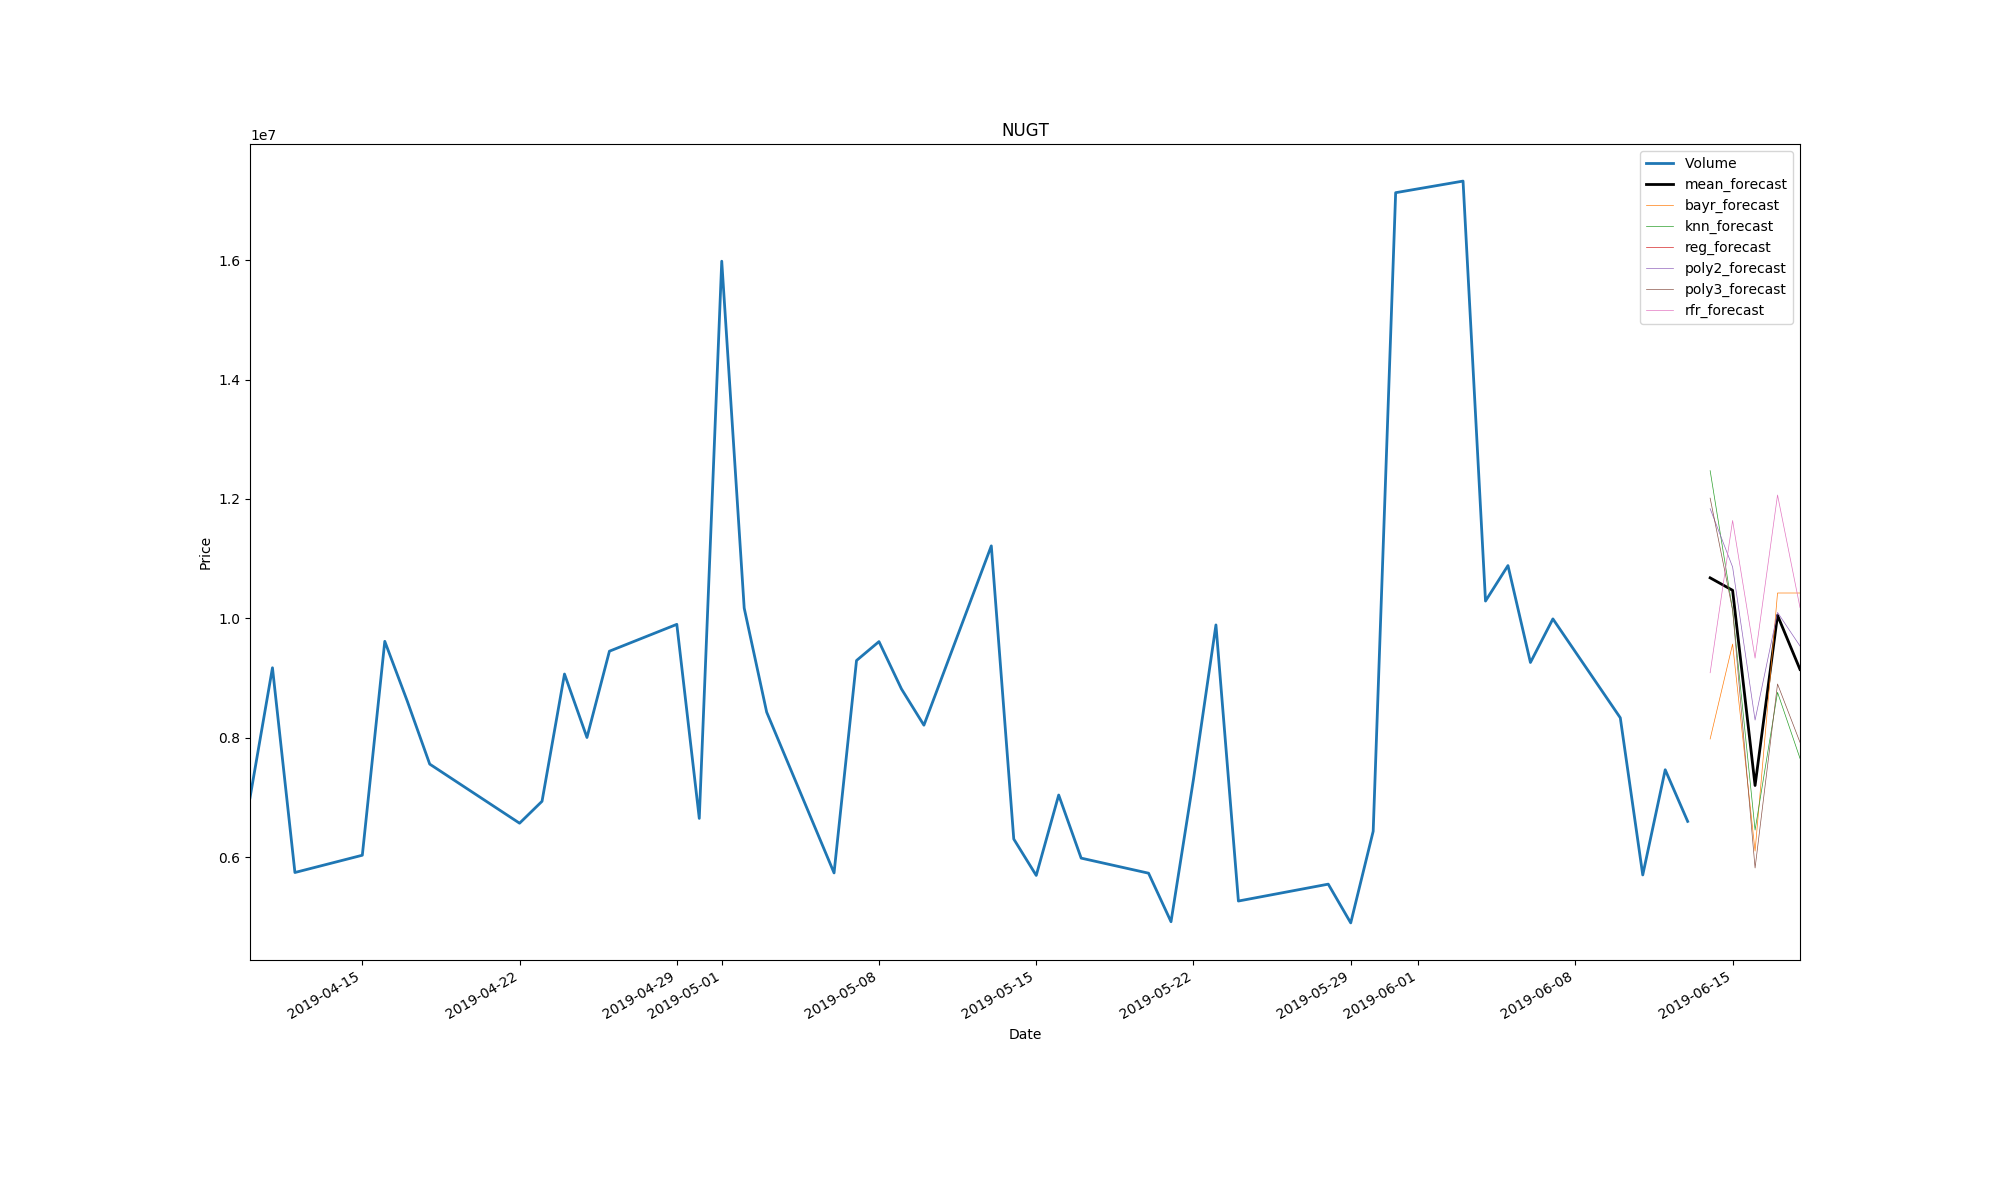 NUGT
1e7
Volume
mean_forecast
bayr_forecast
knn_forecast
reg_forecast
poly2_forecast
poly3_forecast
rfr_forecast
1.6
1.4
1.2
1.0
0.8
0.6
Price
2019-04-15
2019-04-22
2019-04-29
2019-05-01
2019-05-08
2019-05-15
2019-05-22
2019-05-29
2019-06-01
2019-06-08
2019-06-15
Date